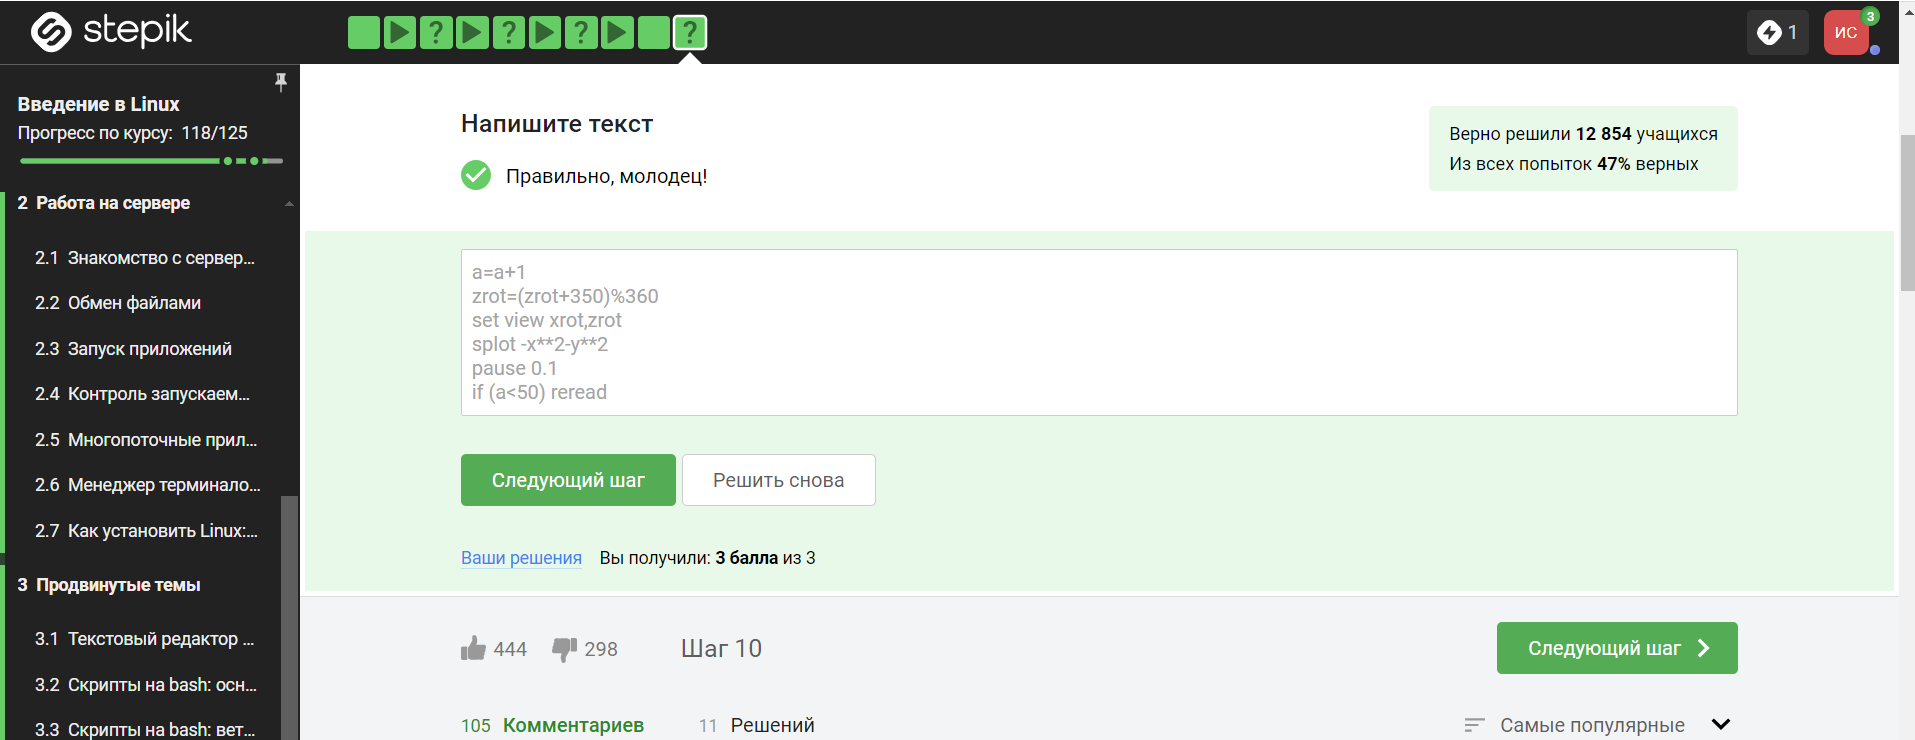 stepik
? ? ? ?
1
ИС
3
Введение в Linux
Прогресс по курсу: 118/125
2 Работа на сервере
2.1 Знакомство с сервер...
2.2 Обмен файлами
2.3 Запуск приложений
2.4 Контроль запускаем...
2.5 Многопоточные прил...
2.6 Менеджер терминало...
2.7 Как установить Linux:...
3 Продвинутые темы
3.1 Текстовый редактор ...
3.2 Скрипты на bash: осн...
3.3 Скрипты на bash: вет...
Напишите текст
Правильно, молодец!
Верно решили 12 854 учащихся
Из всех попыток 47% верных
a=a+1
zrot=(zrot+350)%360
set view xrot,zrot
splot -x**2-y**2
pause 0.1
if (a<50) reread
Следующий шаг
Решить снова
Ваши решения Вы получили: 3 балла из 3
444 298 Шаг 10
Следующий шаг
105 Комментариев 11 Решений
Самые популярные